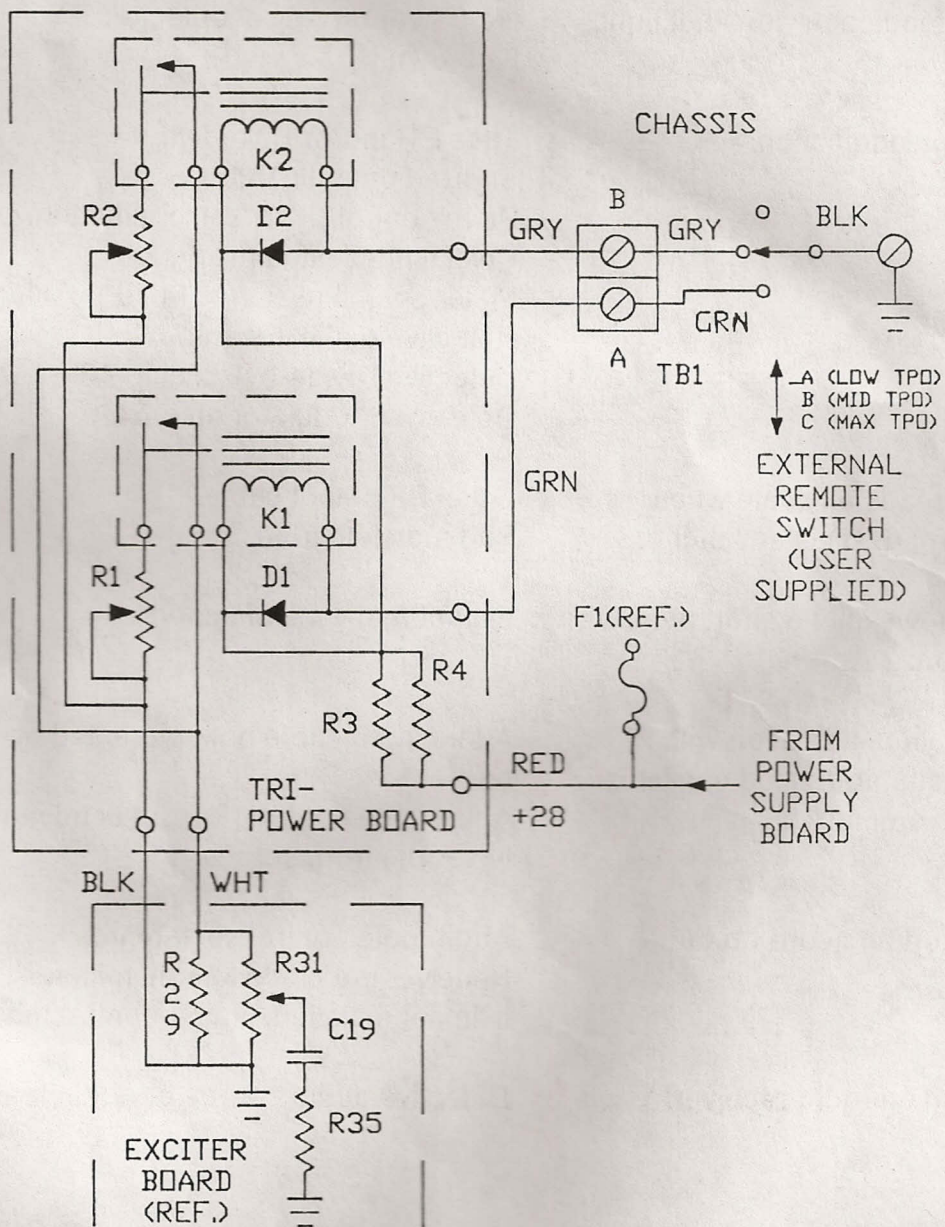 CHASSIS
K2
R2
D2
B
GRY
GRY
BLK
GRN
A
TB1
A (LOW TPO)
B (MID TPO)
C (MAX TPO)
EXTERNAL
REMOTE
SWITCH
(USER
SUPPLIED)
GRN
K1
R1
D1
F1(REF.)
R4
R3
RED
+28
FROM
POWER
SUPPLY
BOARD
TRI-
POWER BOARD
BLK
WHT
R
2
9
R31
C19
R35
EXCITER
BOARD
(REF.)